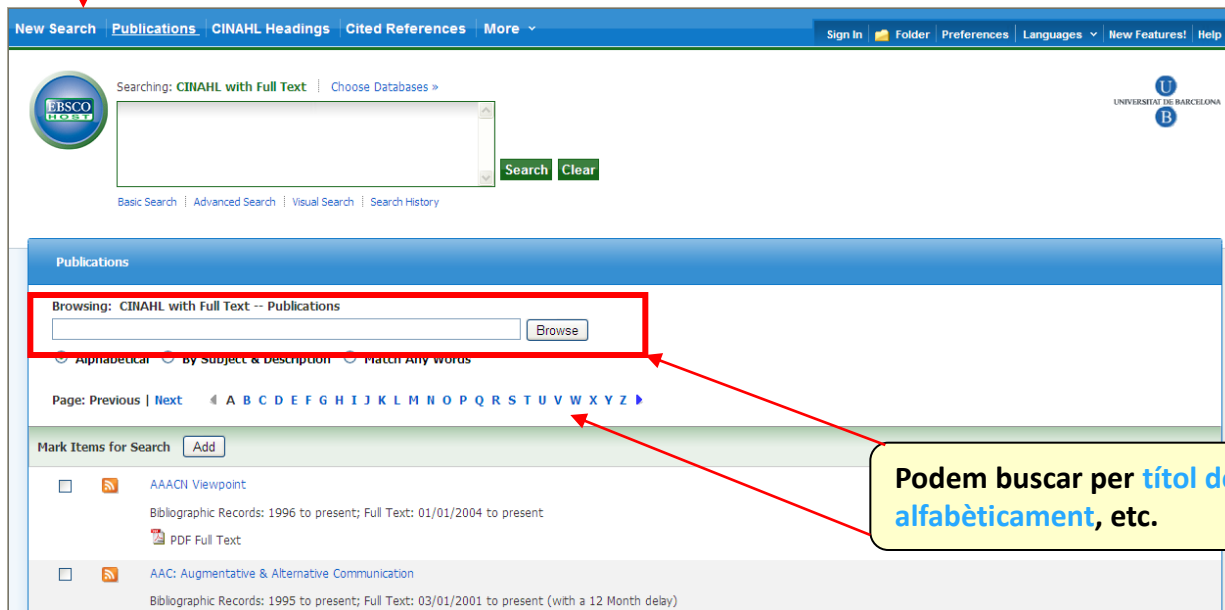 New Search Publications CINAHL Headings Cited References More
Sign In Folder Preferences Languages New Features! Help
Searching: CINAHL with Full Text Choose Databases »
EBSCO
HOST
UNIVERSITAT DE BARCELONA
U
B
Search Clear
Basic Search Advanced Search Visual Search Search History
Publications
Browsing: CINAHL with Full Text -- Publications
Browse
Alphabetical By Subject & Description Match Any Words
Page: Previous | Next A B C D E F G H I J K L M N O P Q R S T U V W X Y Z
Mark Items for Search Add
AAACN Viewpoint
Bibliographic Records: 1996 to present; Full Text: 01/01/2004 to present
PDF Full Text
AAC: Augmentative & Alternative Communication
Bibliographic Records: 1995 to present; Full Text: 03/01/2001 to present (with a 12 Month delay)
Podem buscar per títol de
alfabèticament, etc.